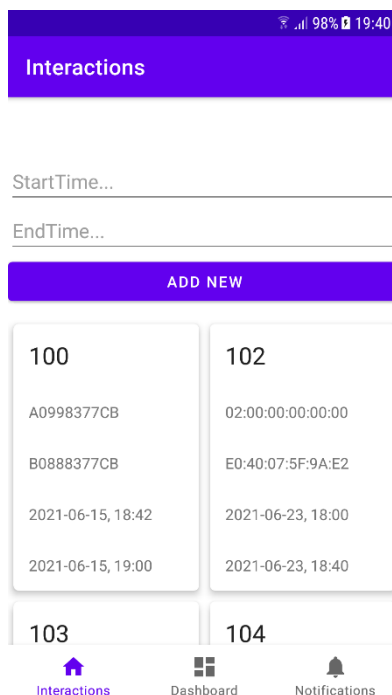 98% 19:40
Interactions
StartTime...
EndTime...
ADD NEW
100
A0998377CB
B0888377CB
2021-06-15, 18:42
2021-06-15, 19:00
102
02:00:00:00:00:00
E0:40:07:5F:9A:E2
2021-06-23, 18:00
2021-06-23, 18:40
103
104
Interactions
Dashboard
Notifications